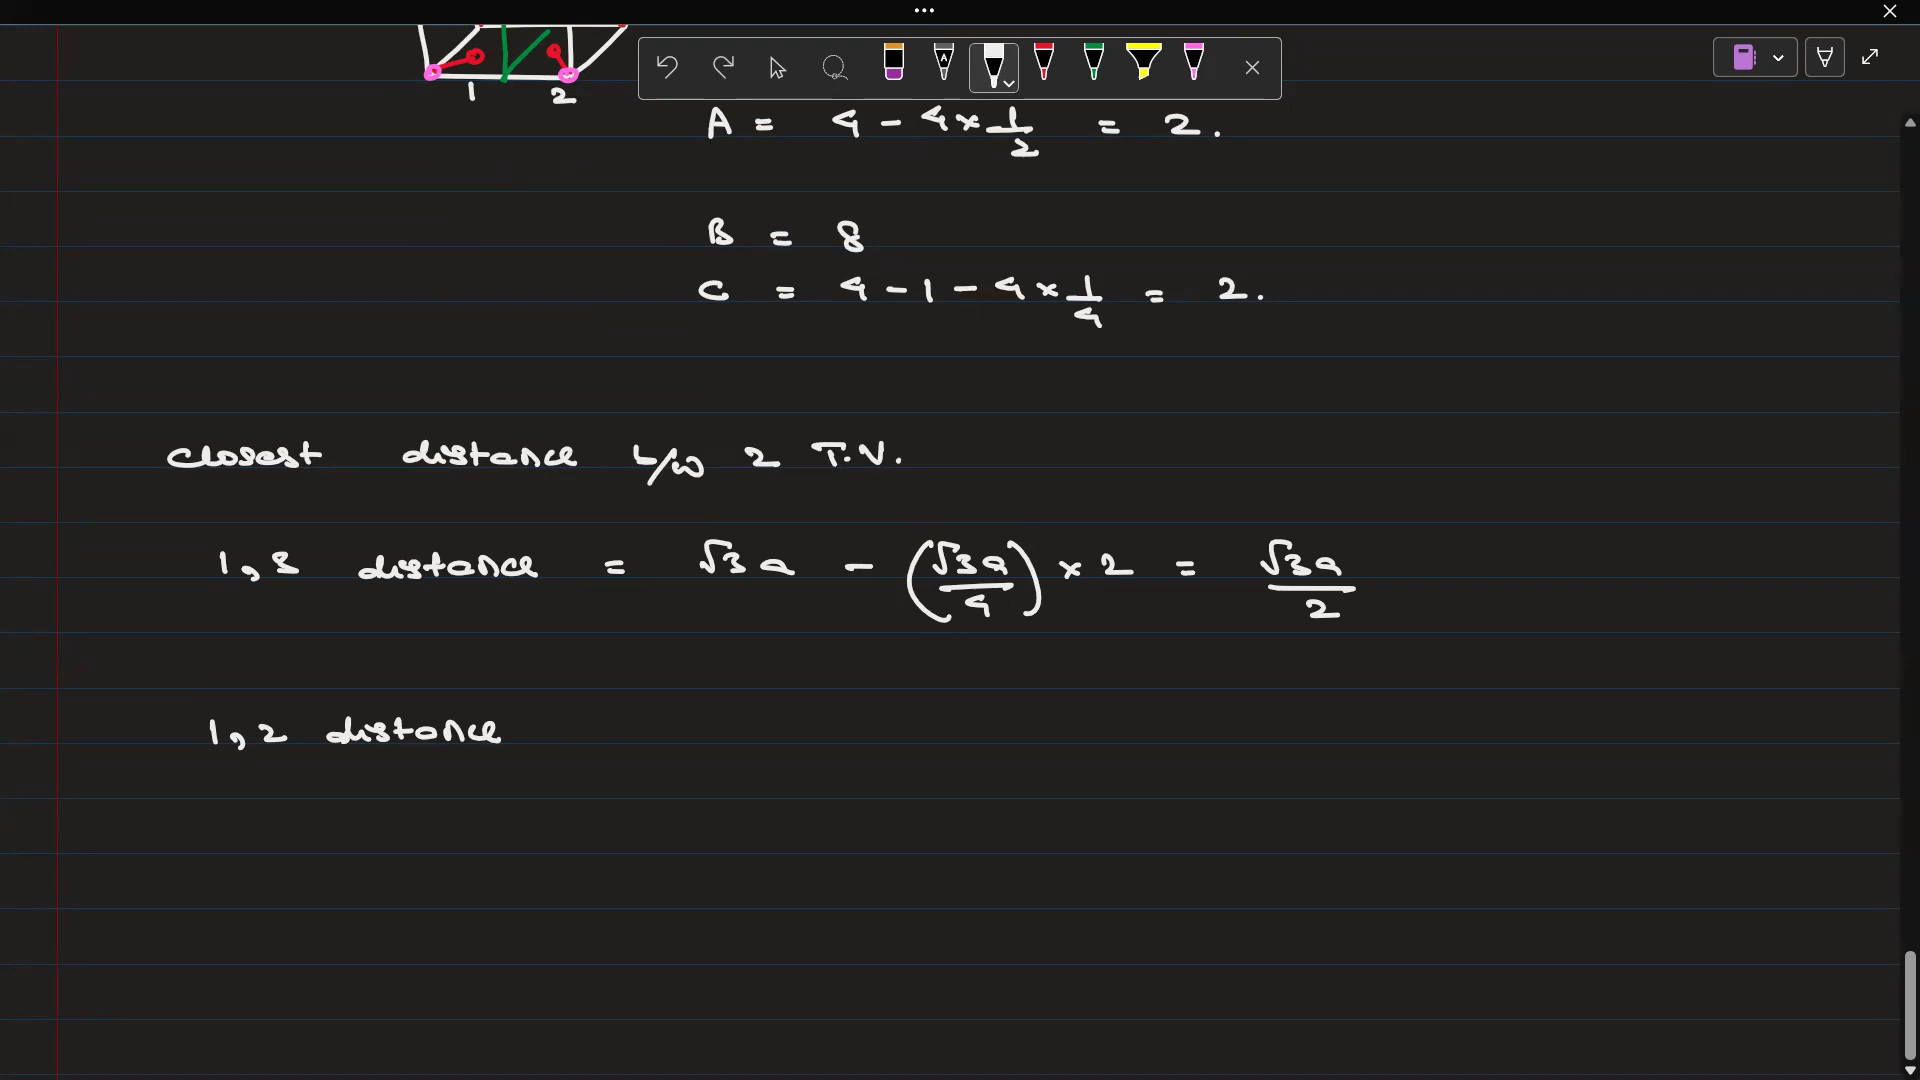 1 2
A = 4 - 4 × 1/2 = 2.
B = 8
C = 4 - 1 - 4 × 1/4 = 2.
closest distance b/w 2 T.V.
1,3 distance = √3a - (√3a/4) × 2 = √3a/2
1,2 distance